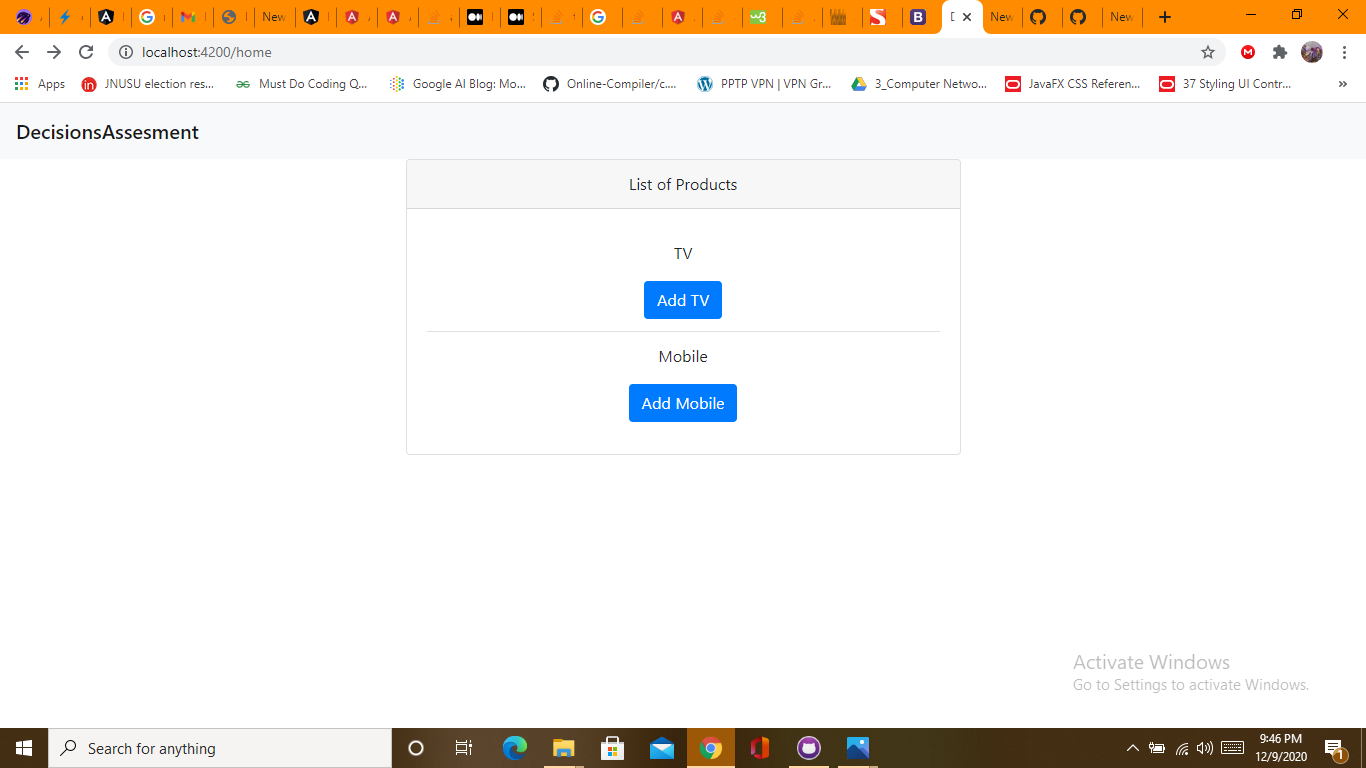 New
New
New
localhost:4200/home
Apps
JNUSU election res...
Must Do Coding Q...
Google AI Blog: Mo...
Online-Compiler/c....
PPTP VPN | VPN Gr...
3_Computer Netwo...
JavaFX CSS Referen...
37 Styling UI Contr...
»
DecisionsAssesment
List of Products
TV
Add TV
Mobile
Add Mobile
Activate Windows
Go to Settings to activate Windows.
Search for anything
9:46 PM
12/9/2020
1